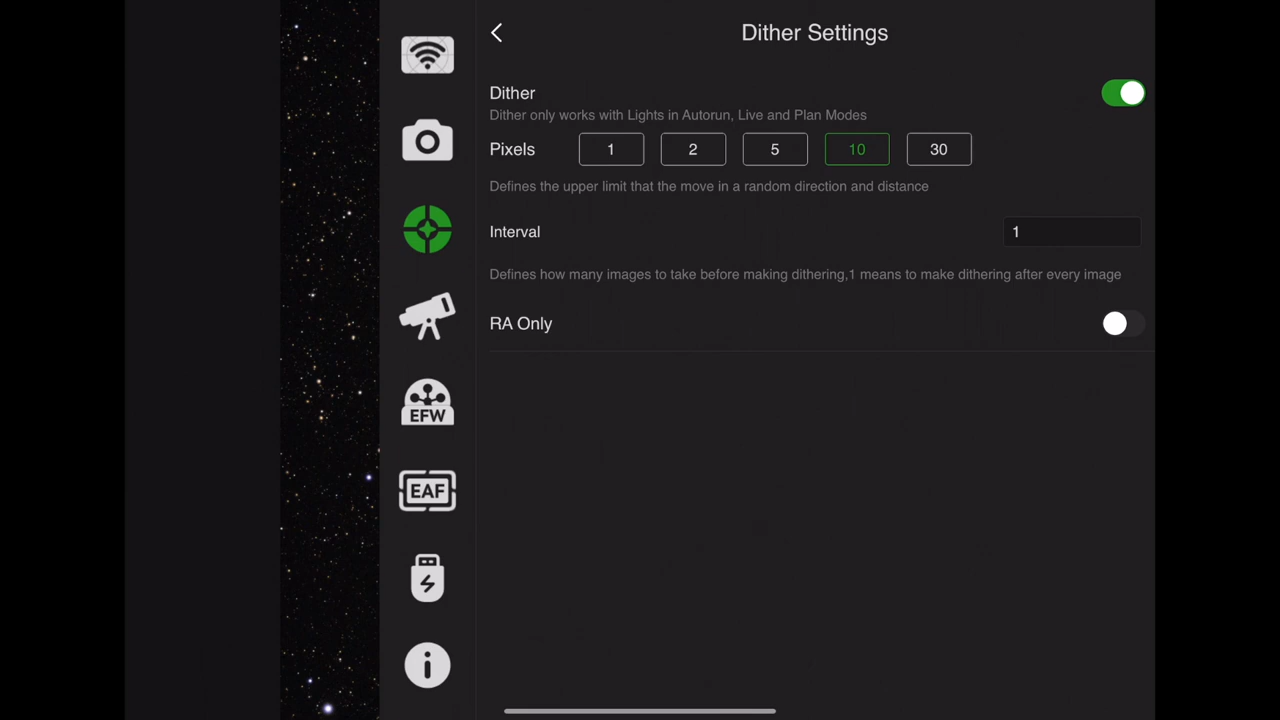 Dither Settings
Dither
Dither only works with Lights in Autorun, Live and Plan Modes
Pixels 1 2 5 10 30
Defines the upper limit that the move in a random direction and distance
Interval 1
Defines how many images to take before making dithering,1 means to make dithering after every image
RA Only
EFW
EAF